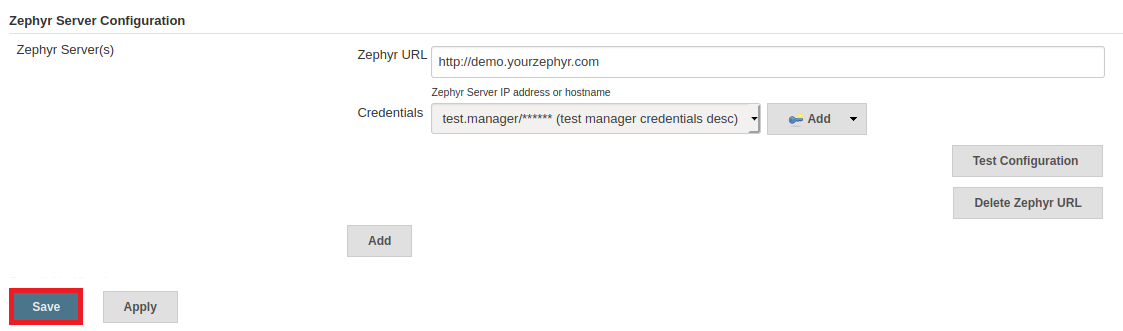 Zephyr Server Configuration
Zephyr Server(s)
Zephyr URL
http://demo.yourzephyr.com
Zephyr Server IP address or hostname
Credentials
test.manager/****** (test manager credentials desc)
Add
Test Configuration
Delete Zephyr URL
Add
Save
Apply